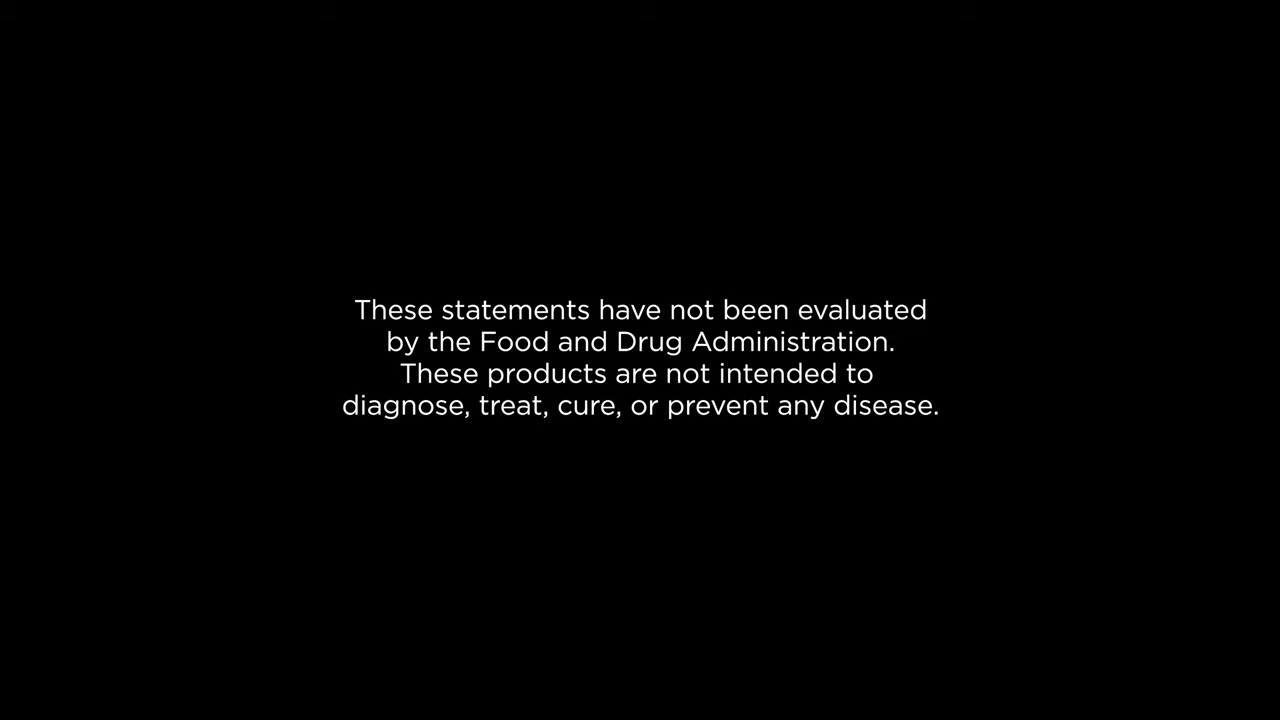 These statements have not been evaluated
by the Food and Drug Administration.
These products are not intended to
diagnose, treat, cure, or prevent any disease.